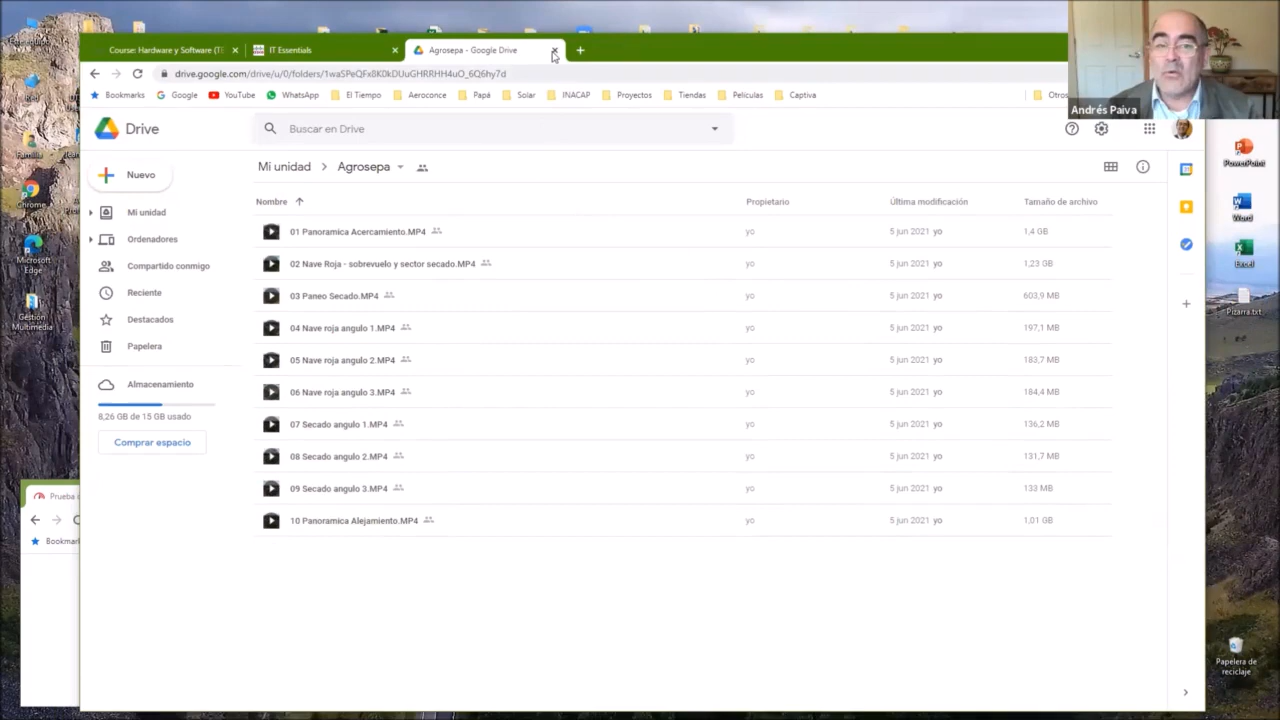 Course: Hardware y Software (TE
IT Essentials
Agrosepa - Google Drive
drive.google.com/drive/u/0/folders/1waSPeQFx8K0kDUuGHRRHH4uO_6Q6hy7d
Bookmarks
Google
YouTube
WhatsApp
El Tiempo
Aeroconce
Papá
Solar
INACAP
Proyectos
Tiendas
Películas
Captiva
Otros
Andrés Paiva
Drive
Buscar en Drive
Nuevo
Mi unidad > Agrosepa
Nombre Propietario Última modificación Tamaño de archivo
01 Panoramica Acercamiento.MP4 yo 5 jun 2021 yo 1,4 GB
02 Nave Roja - sobrevuelo y sector secado.MP4 yo 5 jun 2021 yo 1,23 GB
03 Paneo Secado.MP4 yo 5 jun 2021 yo 603,9 MB
04 Nave roja angulo 1.MP4 yo 5 jun 2021 yo 197,1 MB
05 Nave roja angulo 2.MP4 yo 5 jun 2021 yo 183,7 MB
06 Nave roja angulo 3.MP4 yo 5 jun 2021 yo 184,4 MB
07 Secado angulo 1.MP4 yo 5 jun 2021 yo 136,2 MB
08 Secado angulo 2.MP4 yo 5 jun 2021 yo 131,7 MB
09 Secado angulo 3.MP4 yo 5 jun 2021 yo 133 MB
10 Panoramica Alejamiento.MP4 yo 5 jun 2021 yo 1,01 GB
Mi unidad
Ordenadores
Compartido conmigo
Reciente
Destacados
Papelera
Almacenamiento
8,26 GB de 15 GB usado
Comprar espacio
Red
Familia
Chrome
Microsoft
Edge
Gestión
Multimedia
Prueba
Bookmark
PowerPoint
Word
Excel
Pizarra.txt
Papelera de
reciclaje